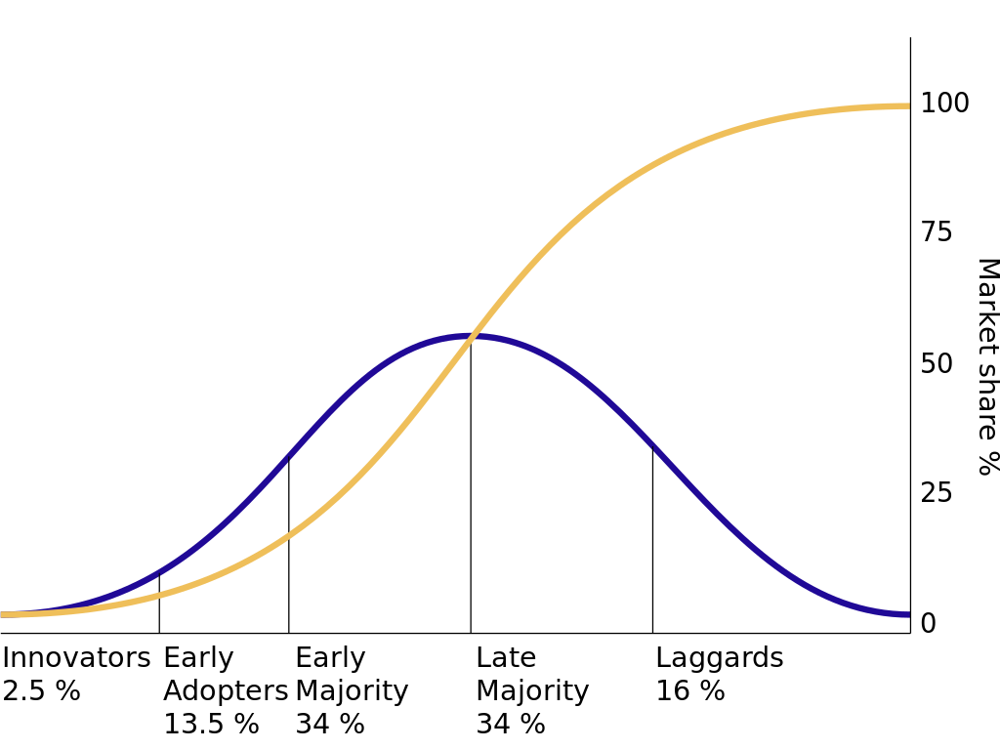 100
75
50
25
0
Market share %
Innovators
2.5 %
Early
Adopters
13.5 %
Early
Majority
34 %
Late
Majority
34 %
Laggards
16 %